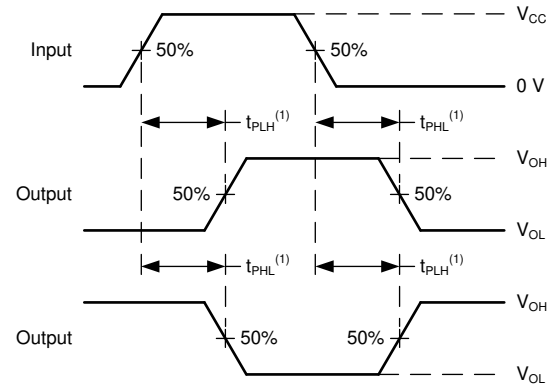 V_CC
Input 50% 50%
0 V
t_PLH^(1) t_PHL^(1)
V_OH
Output 50% 50%
V_OL
t_PHL^(1) t_PLH^(1)
V_OH
Output 50% 50%
V_OL